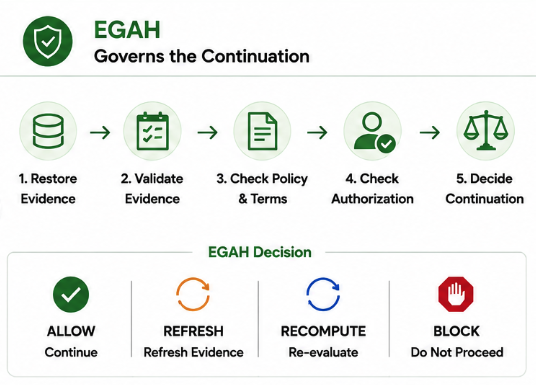 EGAH
Governs the Continuation
1. Restore
Evidence
2. Validate
Evidence
3. Check Policy
& Terms
4. Check
Authorization
5. Decide
Continuation
EGAH Decision
ALLOW
Continue
REFRESH
Refresh Evidence
RECOMPUTE
Re-evaluate
BLOCK
Do Not Proceed